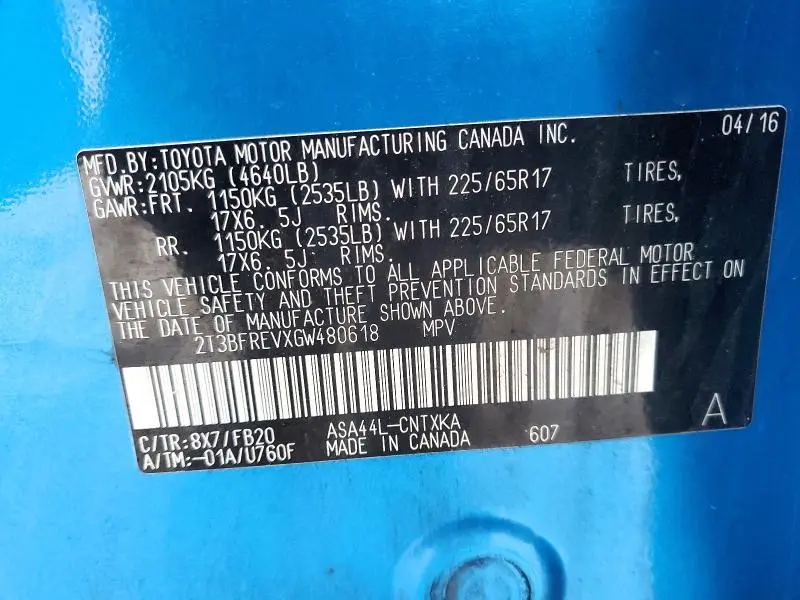 MFD. BY: TOYOTA MOTOR MANUFACTURING CANADA INC. 04/16
GVWR: 2105KG (4640LB)
GAWR: FRT. 1150KG (2535LB) WITH 225/65R17 TIRES,
17X6. 5J RIMS.
RR. 1150KG (2535LB) WITH 225/65R17 TIRES,
17X6. 5J RIMS.
THIS VEHICLE CONFORMS TO ALL APPLICABLE FEDERAL MOTOR
VEHICLE SAFETY AND THEFT PREVENTION STANDARDS IN EFFECT ON
THE DATE OF MANUFACTURE SHOWN ABOVE.
2T3BFREVXGW480618 MPV
C/TR: 8X7/FB20 ASA44L-CNTXKA A
A/TM: -01A/U760F MADE IN CANADA 607